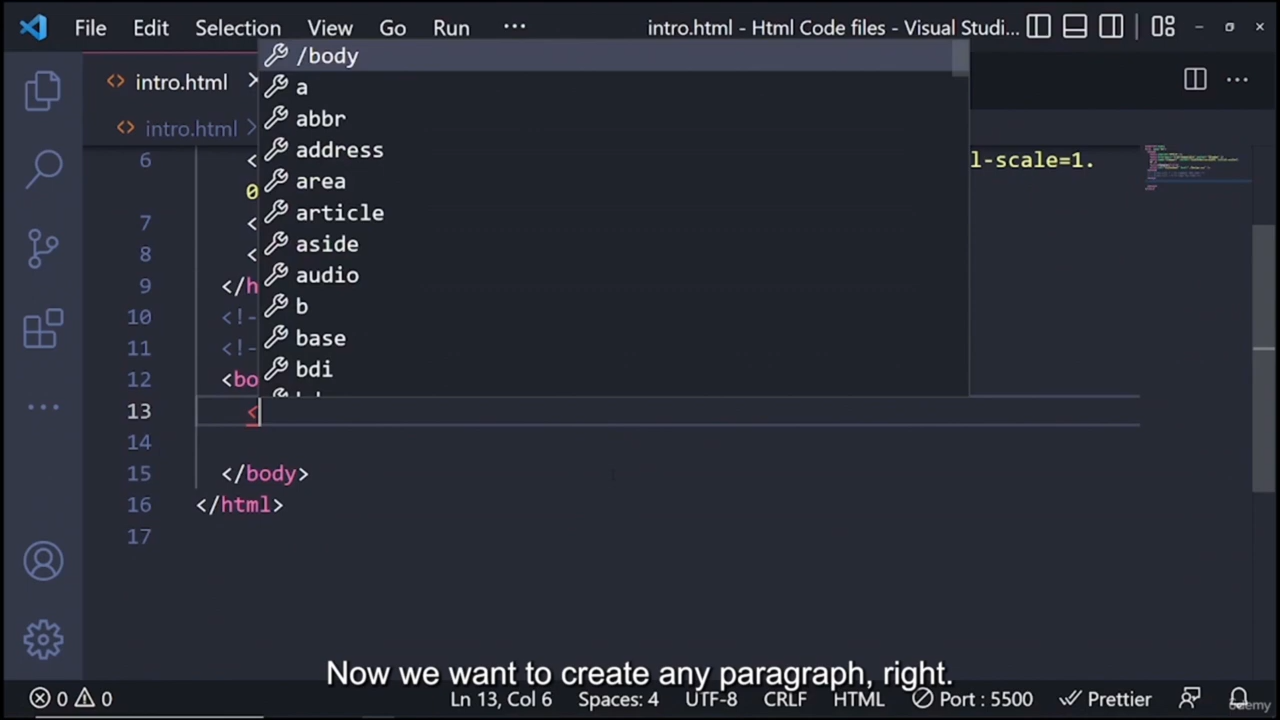 File Edit Selection View Go Run ··· intro.html - Html Code files - Visual Studi...
/body
<> intro.html
a
<> intro.html >
abbr
address
6 < l-scale=1.
area
0
article
7 <
aside
8 <
audio
9 </h
b
10 <!-
base
11 <!-
bdi
12 <bo
13 <
14
15 </body>
16 </html>
17
Now we want to create any paragraph, right.
0 0 Ln 13, Col 6 Spaces: 4 UTF-8 CRLF HTML Port : 5500 Prettier
udemy